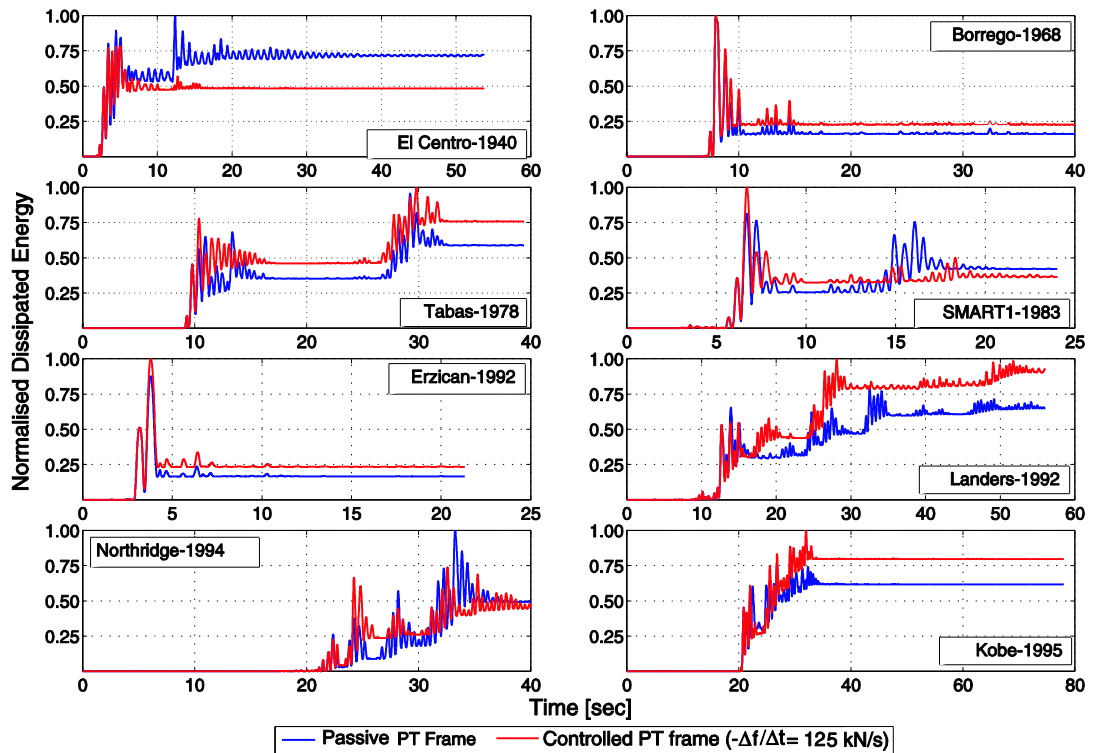 1.00
0.75
0.50
0.25
El Centro-1940
0 10 20 30 40 50 60
1.00
0.75
0.50
0.25
Borrego-1968
0 10 20 30 40
1.00
0.75
0.50
0.25
Tabas-1978
0 10 20 30 40
1.00
0.75
0.50
0.25
SMART1-1983
0 5 10 15 20 25
1.00
0.75
0.50
0.25
Erzican-1992
0 5 10 15 20 25
1.00
0.75
0.50
0.25
Landers-1992
0 10 20 30 40 50 60
1.00
0.75
0.50
0.25
Northridge-1994
0 10 20 30 40
1.00
0.75
0.50
0.25
Kobe-1995
0 20 40 60 80
Normalised Dissipated Energy
Time [sec]
Passive PT Frame Controlled PT frame (-Δf/Δt= 125 kN/s)